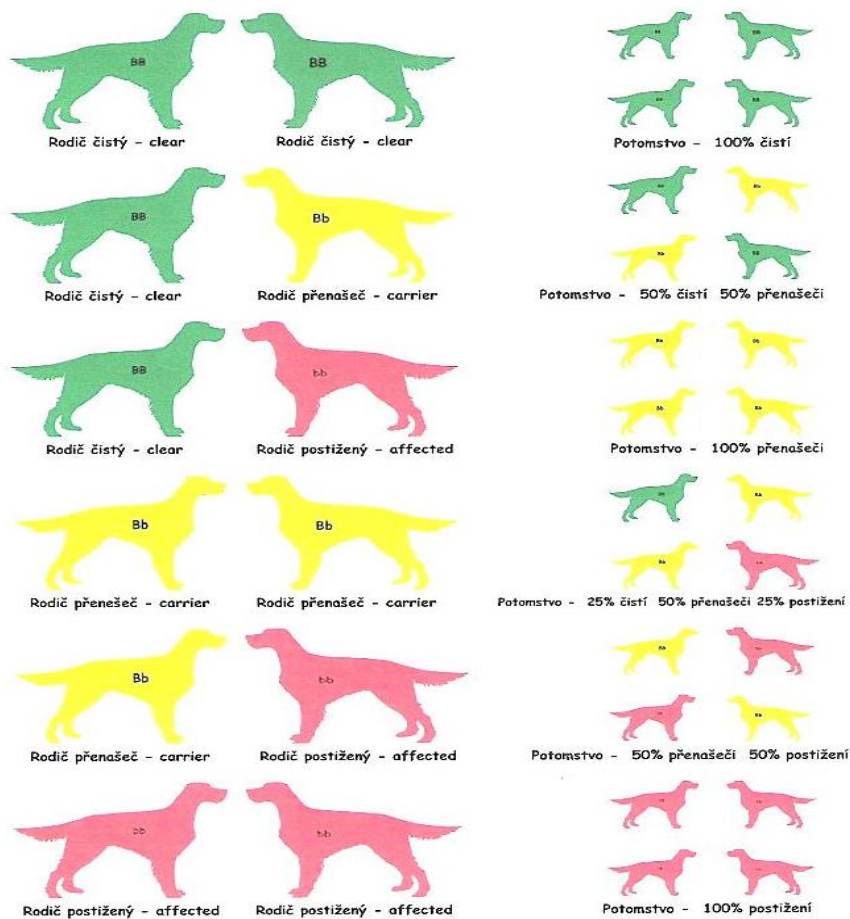 BB BB
Rodič čistý - clear Rodič čistý - clear
Potomstvo - 100% čistí
BB Bb
Rodič čistý - clear Rodič přenašeč - carrier
Potomstvo - 50% čistí 50% přenašeči
BB bb
Rodič čistý - clear Rodič postižený - affected
Potomstvo - 100% přenašeči
Bb Bb
Rodič přenešeč - carrier Rodič přenašeč - carrier
Potomstvo - 25% čistí 50% přenašeči 25% postižení
Bb bb
Rodič přenašeč - carrier Rodič postižený - affected
Potomstvo - 50% přenašeči 50% postižení
bb bb
Rodič postižený - affected Rodič postižený - affected
Potomstvo - 100% postižení